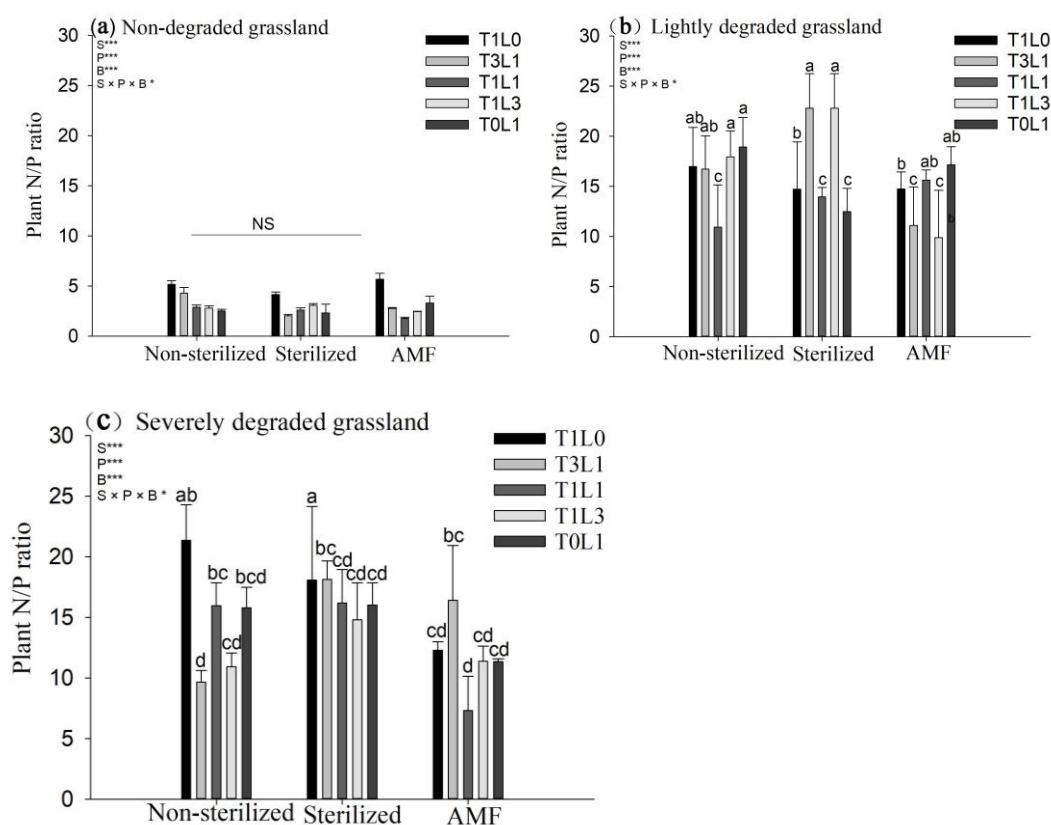 (a) Non-degraded grassland
S***
P***
B***
S × P × B *
T1L0
T3L1
T1L1
T1L3
T0L1
Plant N/P ratio
30
25
20
15
10
5
0
NS
Non-sterilized
Sterilized
AMF
(b) Lightly degraded grassland
S***
P***
B***
S × P × B *
T1L0
T3L1
T1L1
T1L3
T0L1
Plant N/P ratio
30
25
20
15
10
5
0
ab ab c a a
b a c a c
b c ab c ab
b
Non-sterilized
Sterilized
AMF
(c) Severely degraded grassland
S***
P***
B***
S × P × B *
T1L0
T3L1
T1L1
T1L3
T0L1
Plant N/P ratio
30
25
20
15
10
5
0
ab d bc cd bcd
a bc cd cd cd
cd bc d cd cd
Non-sterilized
Sterilized
AMF